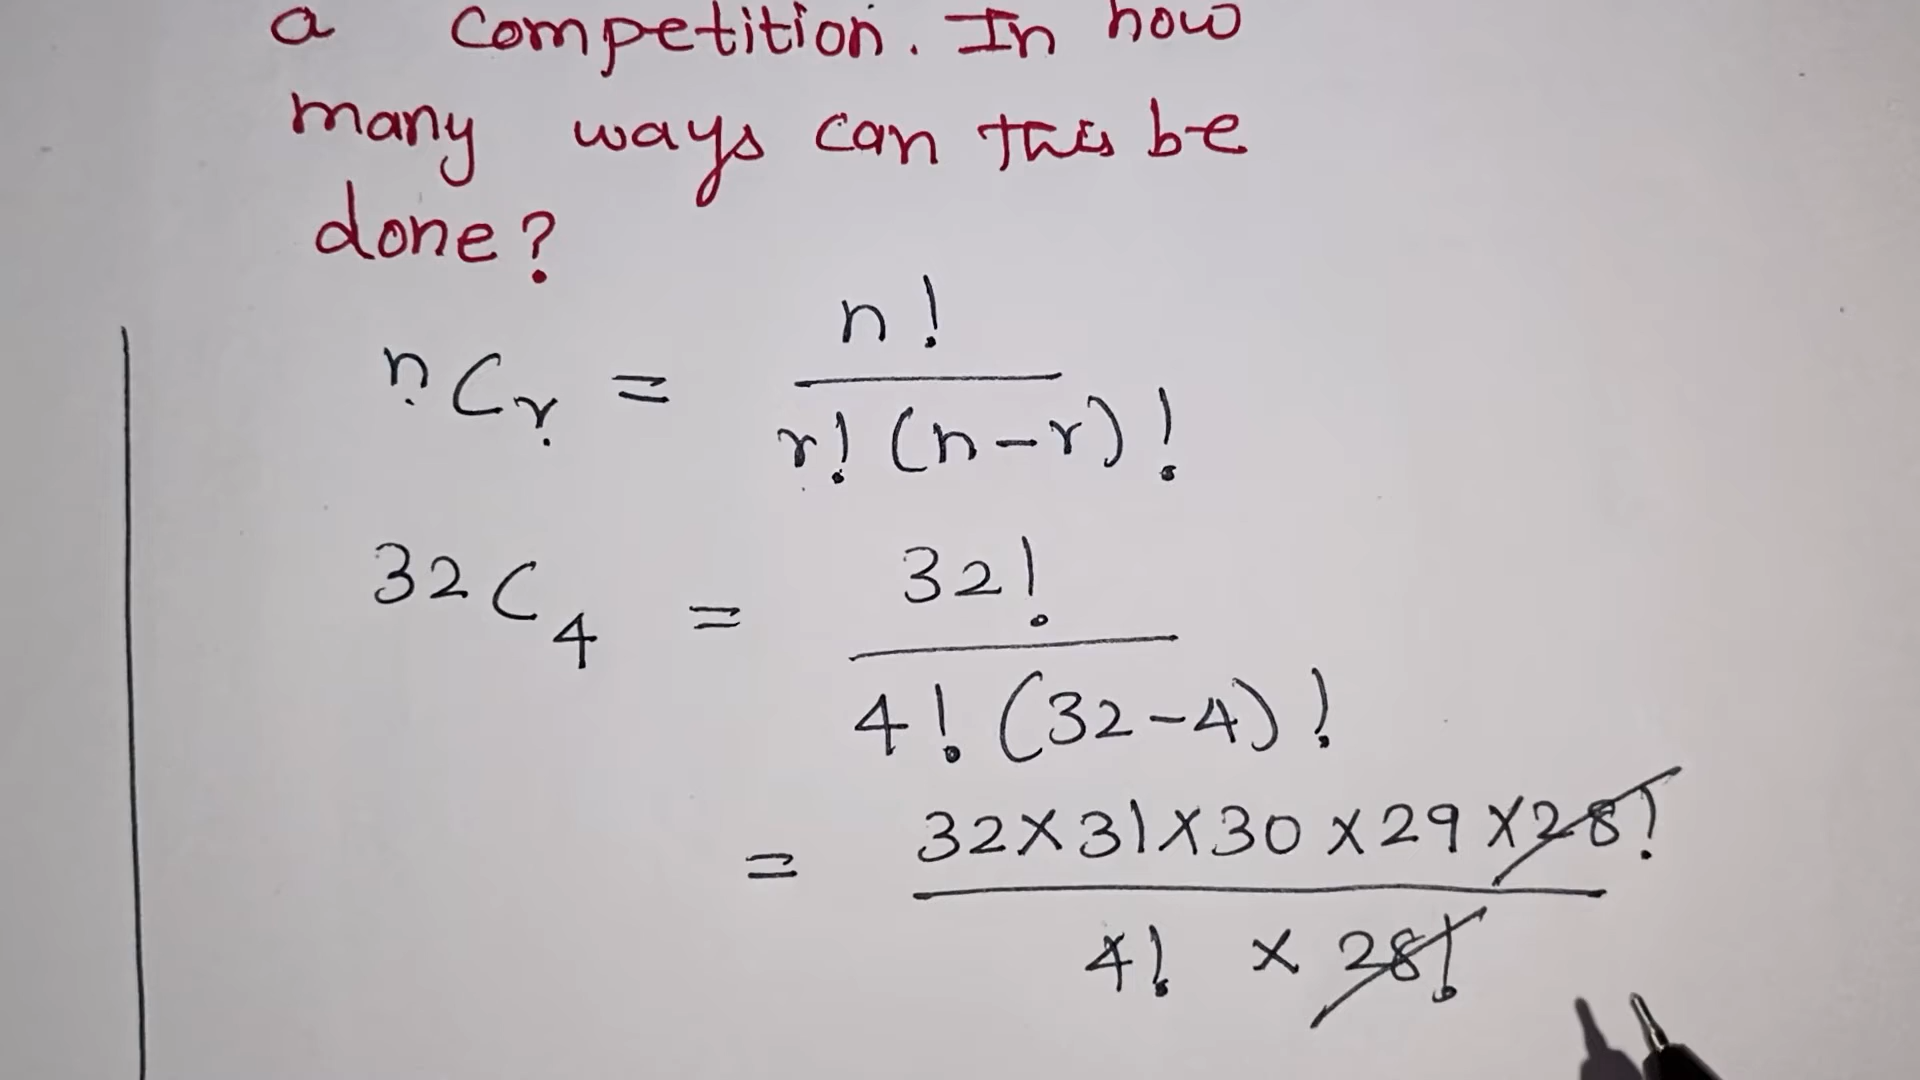 a competition. In how
many ways can this be
done?
ⁿCᵣ = n! / r! (n-r)!
³²C₄ = 32! / 4! (32-4)!
= 32×31×30×29×28! / 4! × 28!